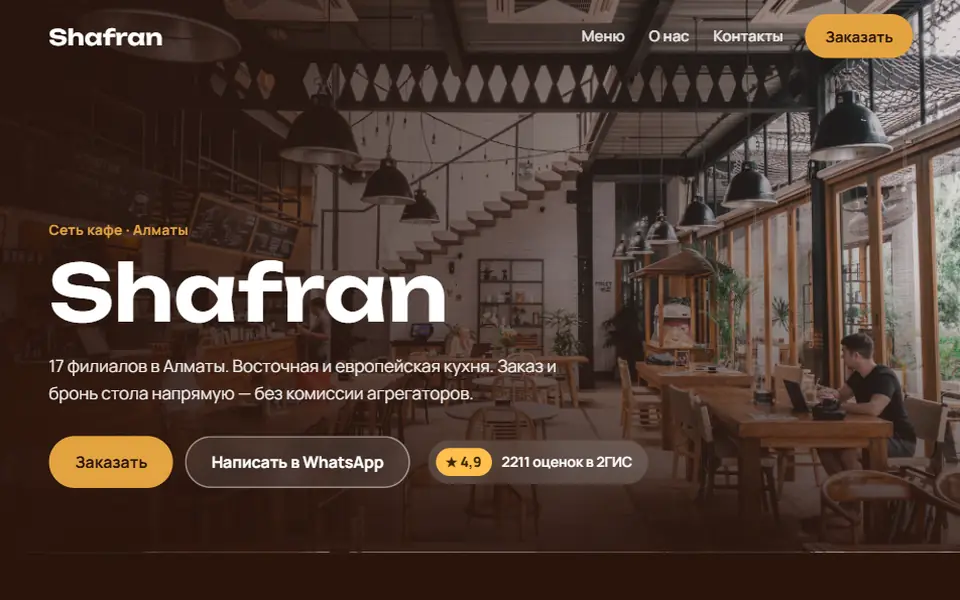 Shafran
Меню О нас Контакты Заказать
Сеть кафе · Алматы
Shafran
17 филиалов в Алматы. Восточная и европейская кухня. Заказ и
бронь стола напрямую — без комиссии агрегаторов.
Заказать Написать в WhatsApp ★ 4,9 2211 оценок в 2ГИС